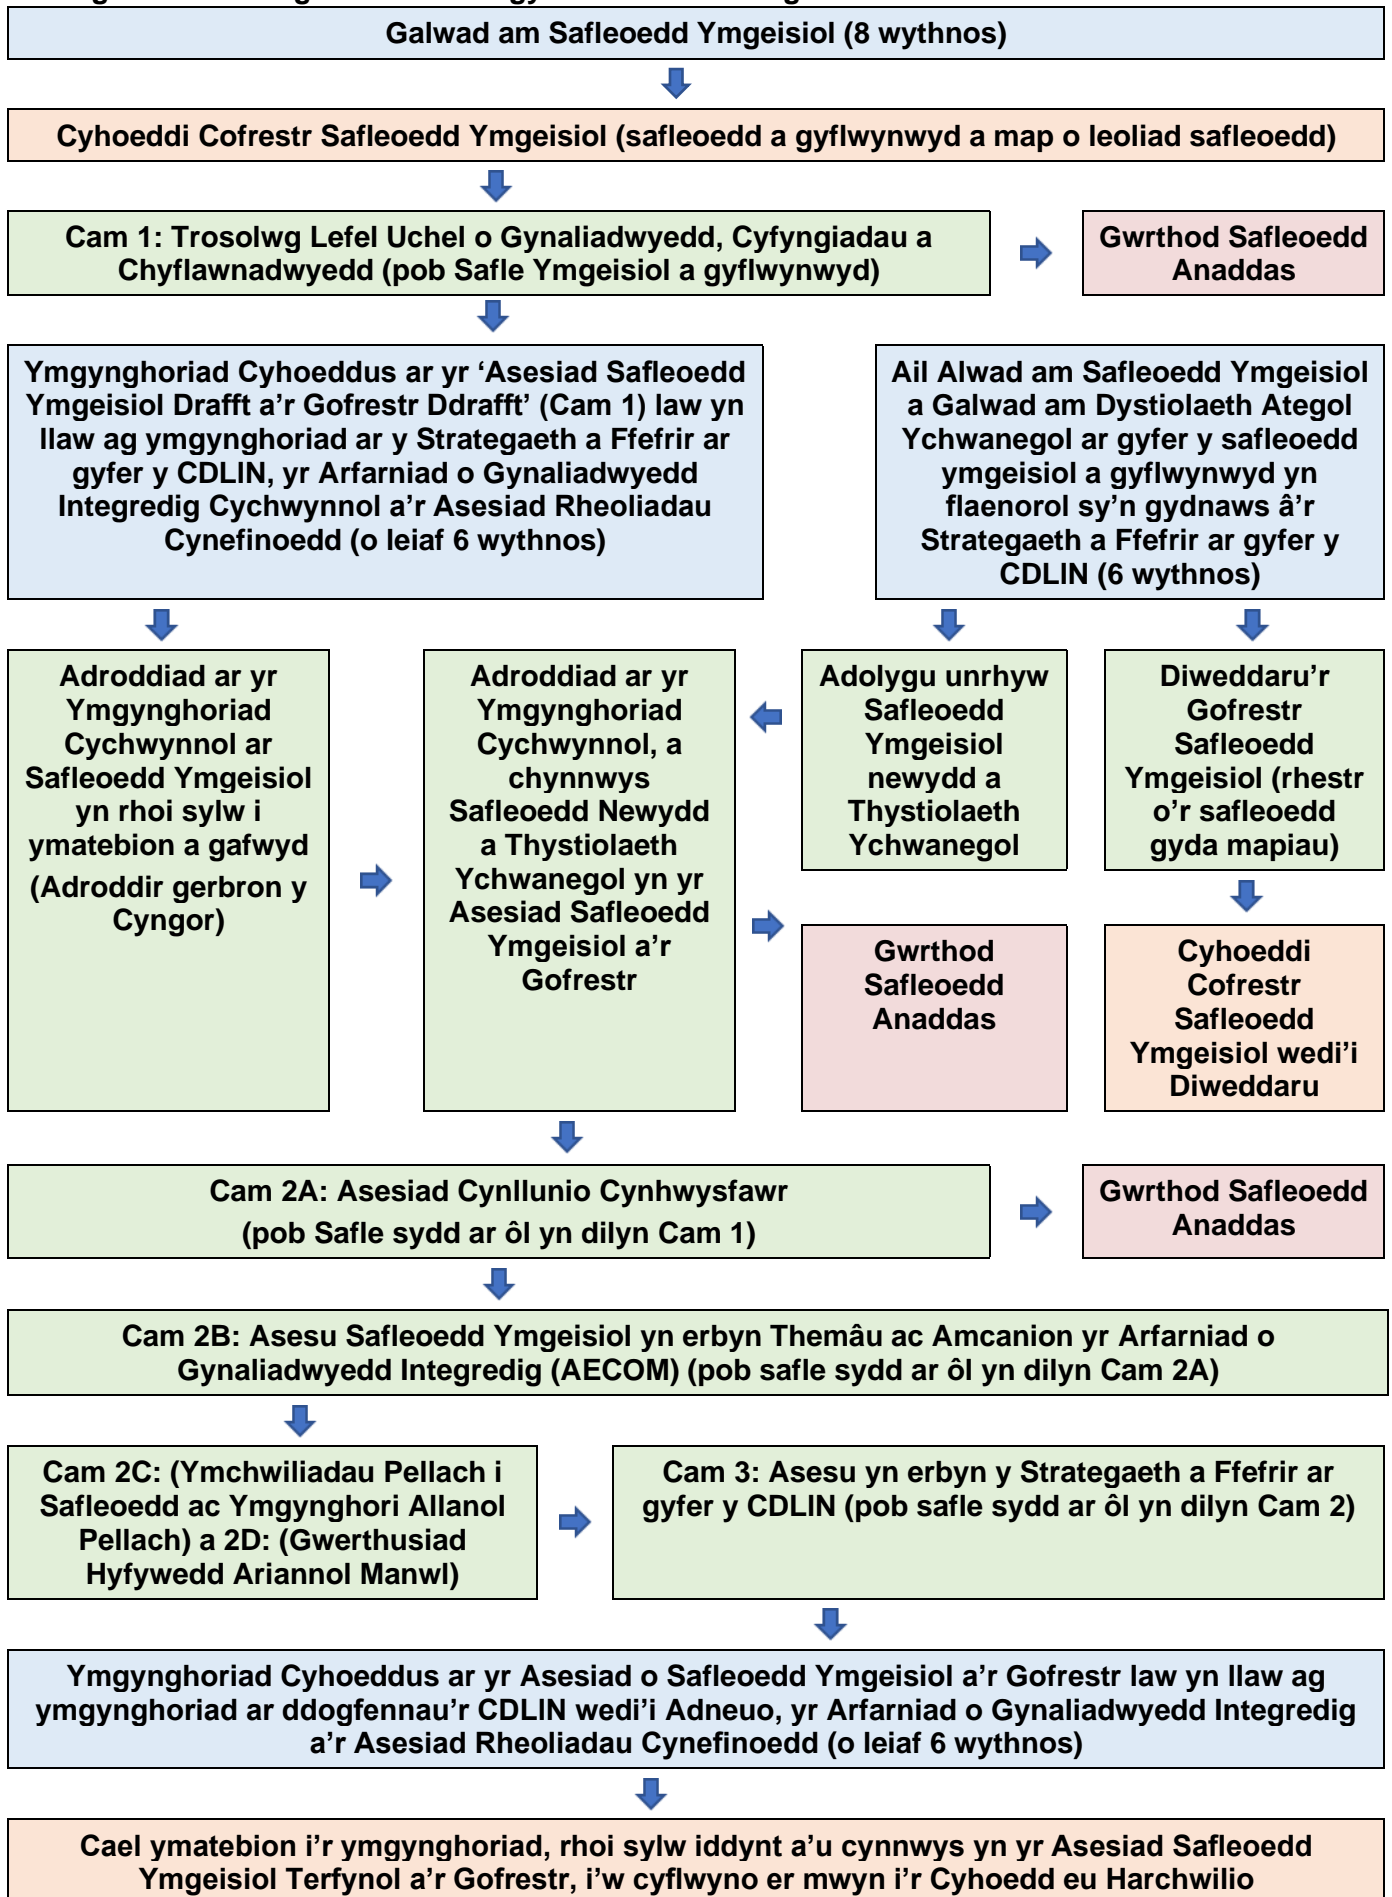 Galwad am Safleoedd Ymgeisiol (8 wythnos)
Cyhoeddi Cofrestr Safleoedd Ymgeisiol (safleoedd a gyflwynwyd a map o leoliad safleoedd)
Cam 1: Trosolwg Lefel Uchel o Gynaliadwyedd, Cyfyngiadau a
Chyflawnadwyedd (pob Safle Ymgeisiol a gyflwynwyd)
Gwrthod Safleoedd
Anaddas
Ymgynghoriad Cyhoeddus ar yr ‘Asesiad Safleoedd
Ymgeisiol Drafft a’r Gofrestr Ddrafft’ (Cam 1) law yn
llaw ag ymgynghoriad ar y Strategaeth a Ffefrir ar
gyfer y CDLlN, yr Arfarniad o Gynaliadwyedd
Integredig Cychwynnol a’r Asesiad Rheoliadau
Cynefinoedd (o leiaf 6 wythnos)
Ail Alwad am Safleoedd Ymgeisiol
a Galwad am Dystiolaeth Ategol
Ychwanegol ar gyfer y safleoedd
ymgeisiol a gyflwynwyd yn
flaenorol sy’n gydnaws â’r
Strategaeth a Ffefrir ar gyfer y
CDLlN (6 wythnos)
Adroddiad ar yr
Ymgynghoriad
Cychwynnol ar
Safleoedd Ymgeisiol
yn rhoi sylw i
ymatebion a gafwyd
(Adroddir gerbron y
Cyngor)
Adroddiad ar yr
Ymgynghoriad
Cychwynnol, a
chynnwys
Safleoedd Newydd
a Thystiolaeth
Ychwanegol yn yr
Asesiad Safleoedd
Ymgeisiol a’r
Gofrestr
Adolygu unrhyw
Safleoedd
Ymgeisiol
newydd a
Thystiolaeth
Ychwanegol
Diweddaru’r
Gofrestr
Safleoedd
Ymgeisiol (rhestr
o’r safleoedd
gyda mapiau)
Gwrthod
Safleoedd
Anaddas
Cyhoeddi
Cofrestr
Safleoedd
Ymgeisiol wedi’i
Diweddaru
Cam 2A: Asesiad Cynllunio Cynhwysfawr
(pob Safle sydd ar ôl yn dilyn Cam 1)
Gwrthod Safleoedd
Anaddas
Cam 2B: Asesu Safleoedd Ymgeisiol yn erbyn Themâu ac Amcanion yr Arfarniad o
Gynaliadwyedd Integredig (AECOM) (pob safle sydd ar ôl yn dilyn Cam 2A)
Cam 2C: (Ymchwiliadau Pellach i
Safleoedd ac Ymgynghori Allanol
Pellach) a 2D: (Gwerthusiad
Hyfywedd Ariannol Manwl)
Cam 3: Asesu yn erbyn y Strategaeth a Ffefrir ar
gyfer y CDLlN (pob safle sydd ar ôl yn dilyn Cam 2)
Ymgynghoriad Cyhoeddus ar yr Asesiad o Safleoedd Ymgeisiol a’r Gofrestr law yn llaw ag
ymgynghoriad ar ddogfennau’r CDLlN wedi’i Adneuo, yr Arfarniad o Gynaliadwyedd Integredig
a’r Asesiad Rheoliadau Cynefinoedd (o leiaf 6 wythnos)
Cael ymatebion i’r ymgynghoriad, rhoi sylw iddynt a’u cynnwys yn yr Asesiad Safleoedd
Ymgeisiol Terfynol a’r Gofrestr, i’w cyflwyno er mwyn i’r Cyhoedd eu Harchwilio